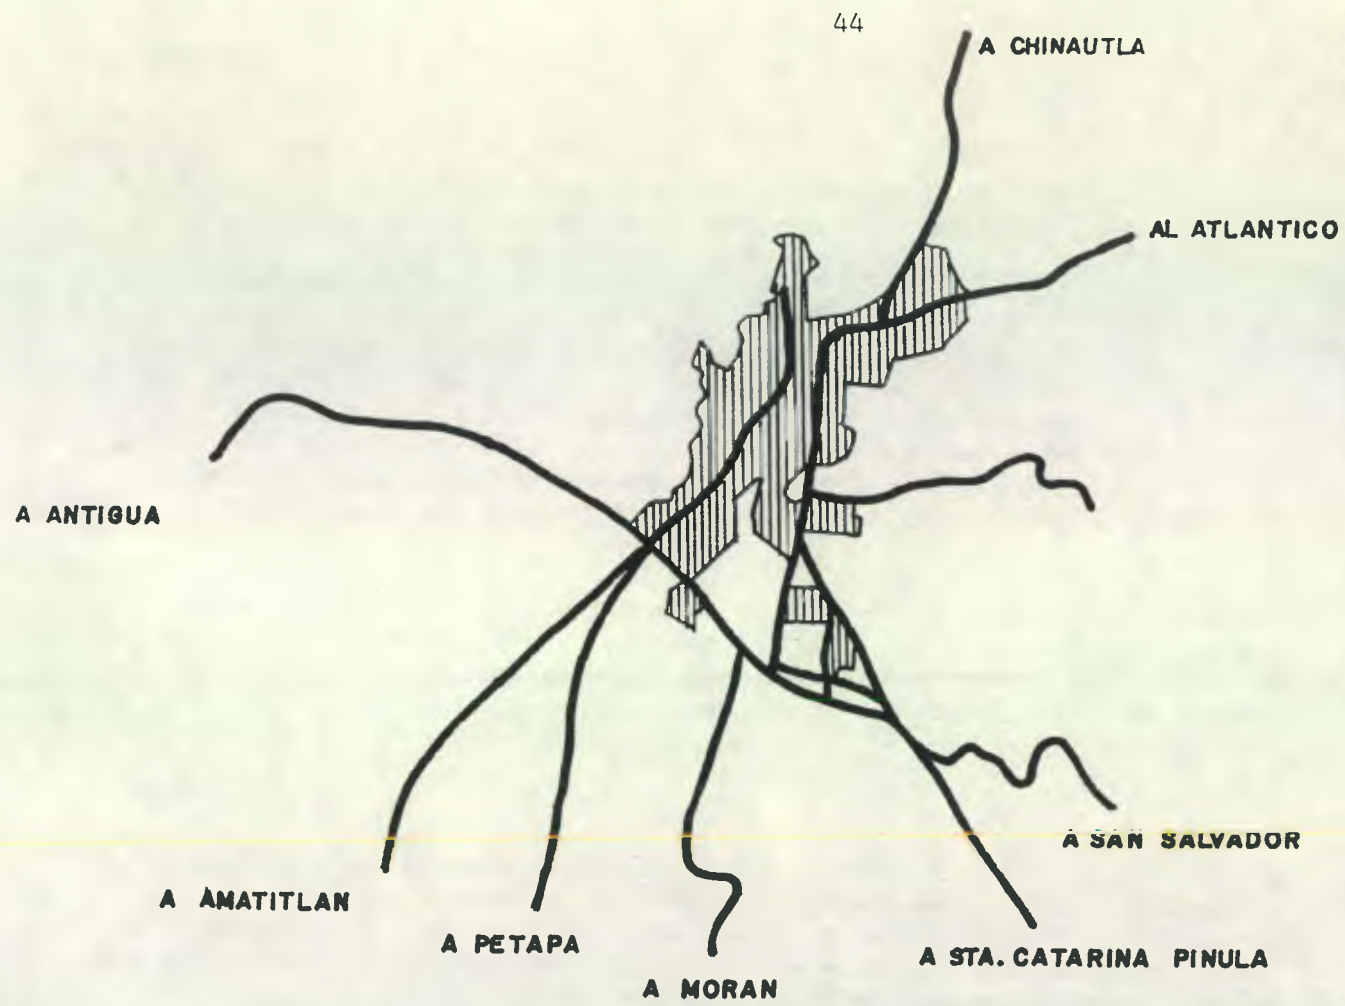 44
A CHINAUTLA
AL ATLANTICO
A ANTIGUA
A SAN SALVADOR
A AMATITLAN
A PETAPA
A STA. CATARINA PINULA
A MORAN